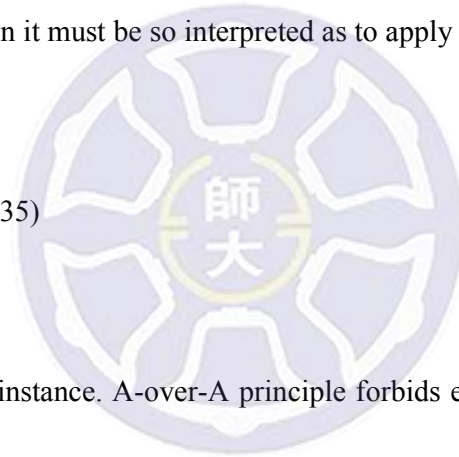 n it must be so interpreted as to apply
師
大
35)
instance. A-over-A principle forbids e